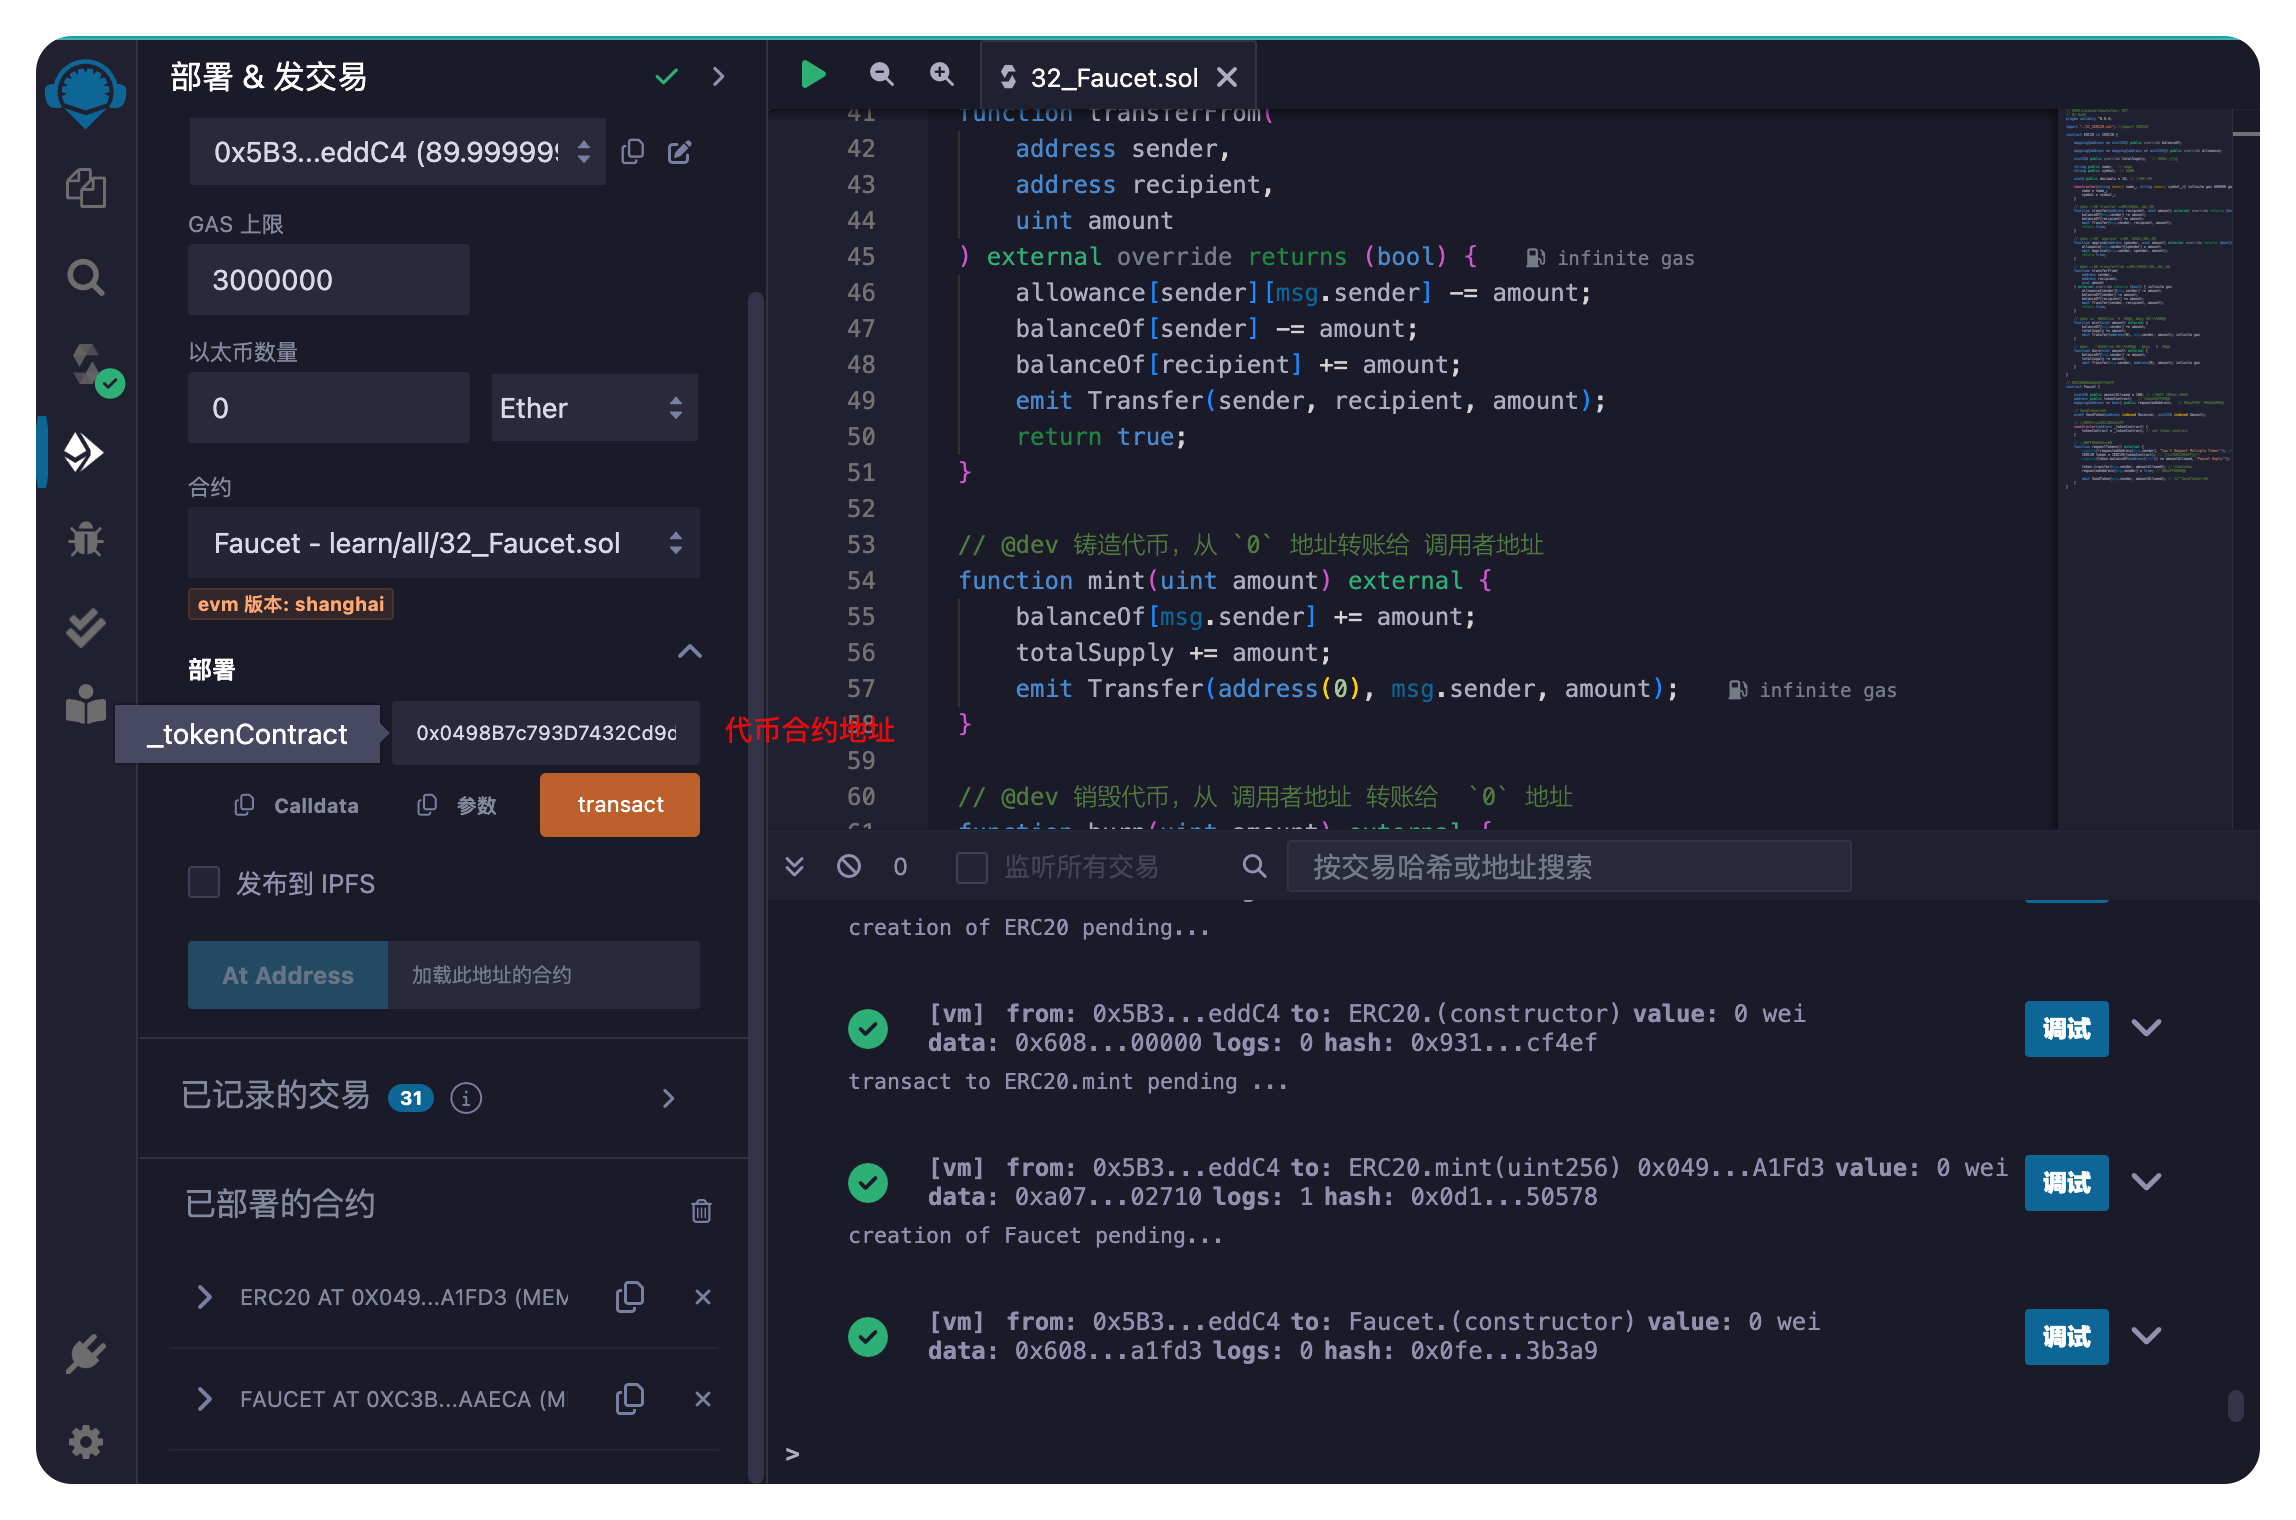 部署 & 发交易
0x5B3...eddC4 (89.999999
GAS 上限
3000000
以太币数量
0
Ether
合约
Faucet - learn/all/32_Faucet.sol
evm 版本: shanghai
部署
_tokenContract
0x0498B7c793D7432Cd9d
代币合约地址
Calldata
参数
transact
发布到 IPFS
At Address
加载此地址的合约
已记录的交易 31
已部署的合约
ERC20 AT 0X049...A1FD3 (MEM
FAUCET AT 0XC3B...AAECA (M
32_Faucet.sol
41 function transferFrom(
42 address sender,
43 address recipient,
44 uint amount
45 ) external override returns (bool) { infinite gas
46 allowance[sender][msg.sender] -= amount;
47 balanceOf[sender] -= amount;
48 balanceOf[recipient] += amount;
49 emit Transfer(sender, recipient, amount);
50 return true;
51 }
52
53 // @dev 铸造代币，从 `0` 地址转账给 调用者地址
54 function mint(uint amount) external {
55 balanceOf[msg.sender] += amount;
56 totalSupply += amount;
57 emit Transfer(address(0), msg.sender, amount); infinite gas
58 }
59
60 // @dev 销毁代币，从 调用者地址 转账给 `0` 地址
61 function burn(uint amount) external {
0
监听所有交易
按交易哈希或地址搜索
creation of ERC20 pending...
[vm] from: 0x5B3...eddC4 to: ERC20.(constructor) value: 0 wei
data: 0x608...00000 logs: 0 hash: 0x931...cf4ef
调试
transact to ERC20.mint pending ...
[vm] from: 0x5B3...eddC4 to: ERC20.mint(uint256) 0x049...A1Fd3 value: 0 wei
data: 0xa07...02710 logs: 1 hash: 0x0d1...50578
调试
creation of Faucet pending...
[vm] from: 0x5B3...eddC4 to: Faucet.(constructor) value: 0 wei
data: 0x608...a1fd3 logs: 0 hash: 0x0fe...3b3a9
调试
>